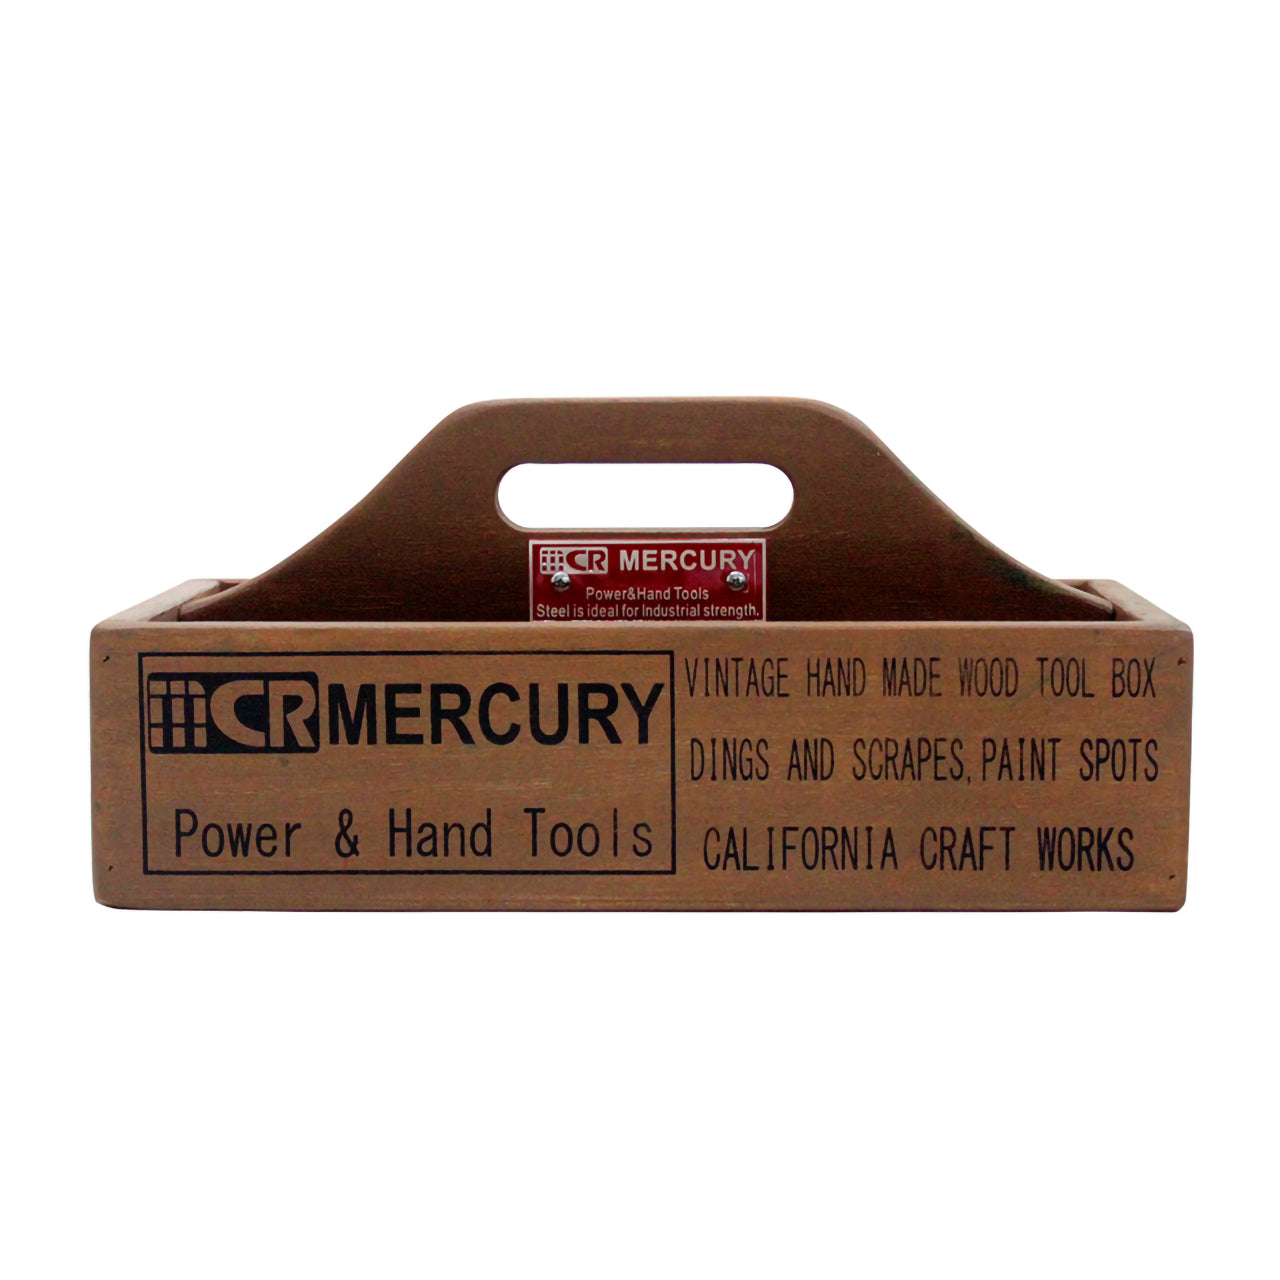 CR MERCURY
Power&Hand Tools
Steel is ideal for Industrial strength.
CR MERCURY
Power & Hand Tools
VINTAGE HAND MADE WOOD TOOL BOX
DINGS AND SCRAPES, PAINT SPOTS
CALIFORNIA CRAFT WORKS